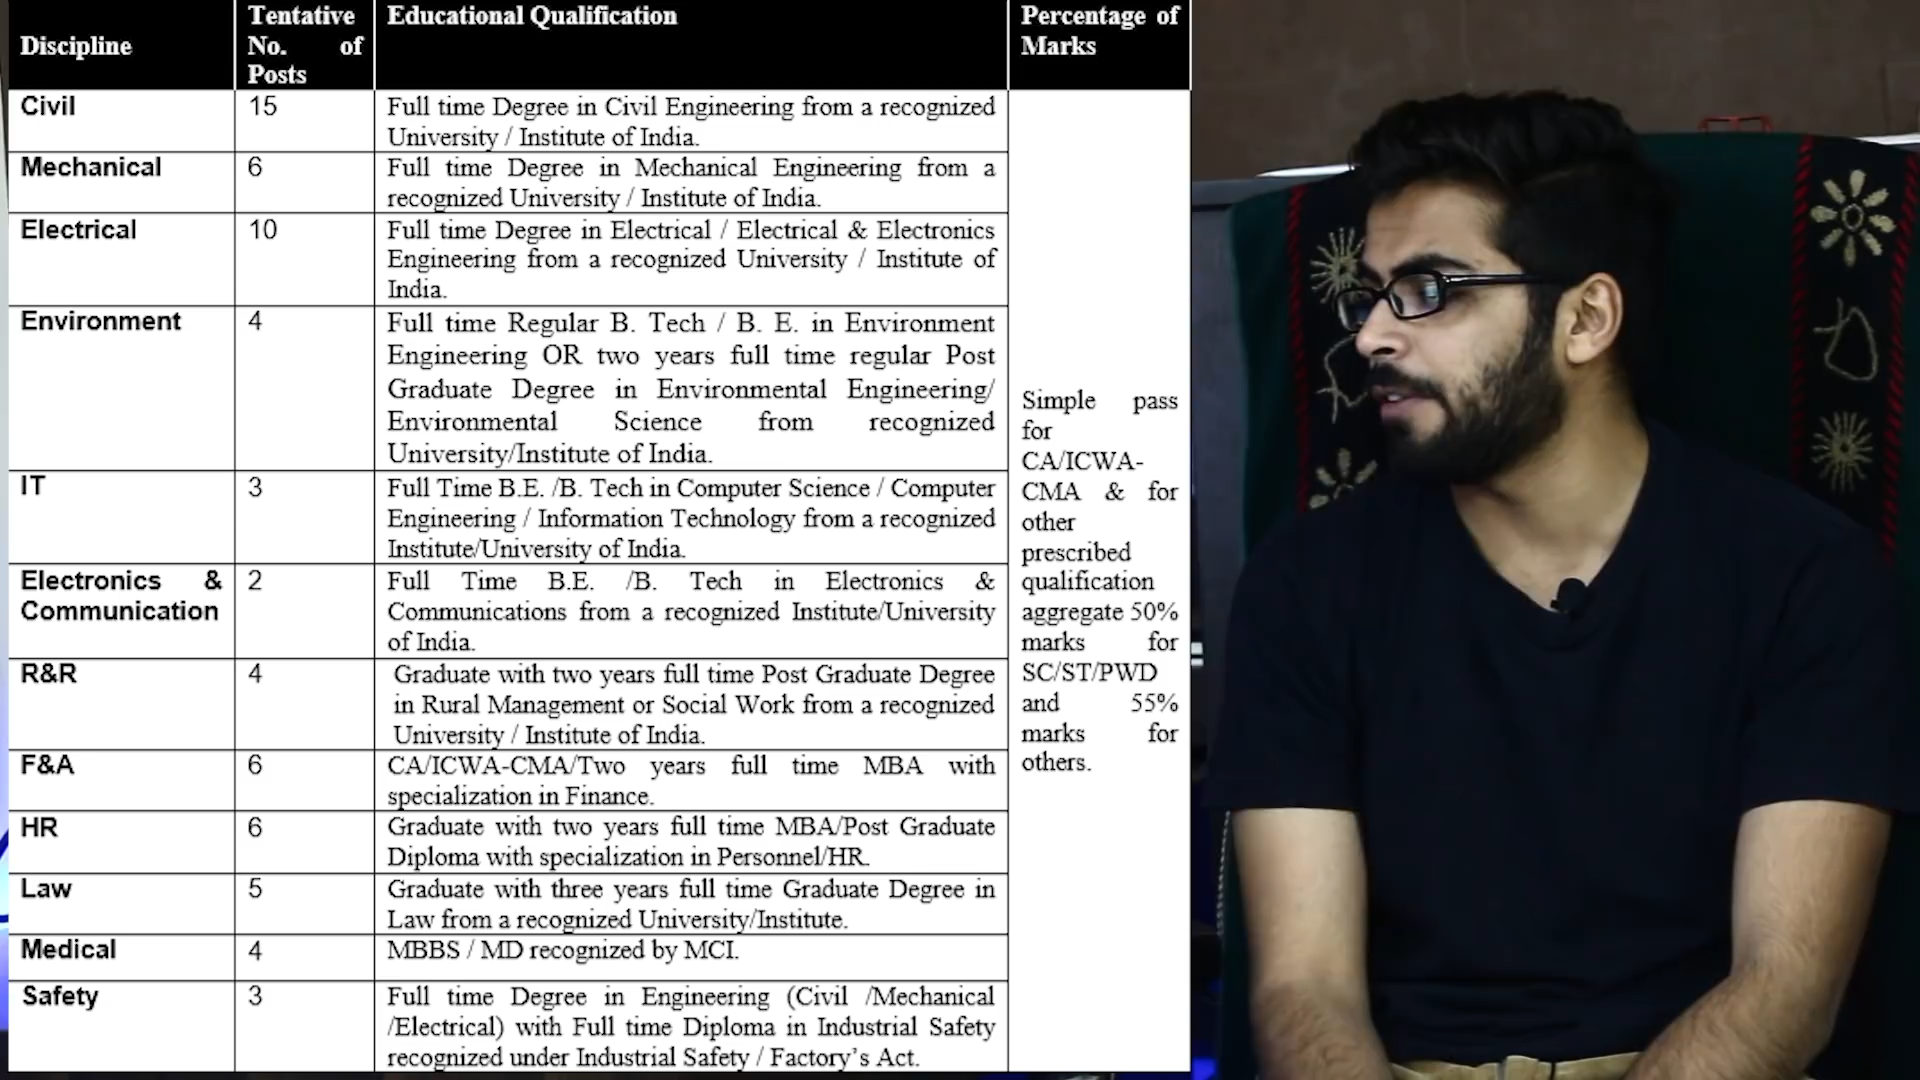 Discipline
Tentative
No. of
Posts
Educational Qualification
Percentage of
Marks
Civil
15
Full time Degree in Civil Engineering from a recognized
University / Institute of India.
Mechanical
6
Full time Degree in Mechanical Engineering from a
recognized University / Institute of India.
Electrical
10
Full time Degree in Electrical / Electrical & Electronics
Engineering from a recognized University / Institute of
India.
Environment
4
Full time Regular B. Tech / B. E. in Environment
Engineering OR two years full time regular Post
Graduate Degree in Environmental Engineering/
Environmental Science from recognized
University/Institute of India.
IT
3
Full Time B.E. /B. Tech in Computer Science / Computer
Engineering / Information Technology from a recognized
Institute/University of India.
Electronics &
Communication
2
Full Time B.E. /B. Tech in Electronics &
Communications from a recognized Institute/University
of India.
R&R
4
Graduate with two years full time Post Graduate Degree
in Rural Management or Social Work from a recognized
University / Institute of India.
F&A
6
CA/ICWA-CMA/Two years full time MBA with
specialization in Finance.
HR
6
Graduate with two years full time MBA/Post Graduate
Diploma with specialization in Personnel/HR.
Law
5
Graduate with three years full time Graduate Degree in
Law from a recognized University/Institute.
Medical
4
MBBS / MD recognized by MCI.
Safety
3
Full time Degree in Engineering (Civil /Mechanical
/Electrical) with Full time Diploma in Industrial Safety
recognized under Industrial Safety / Factory's Act.
Simple pass
for
CA/ICWA-
CMA & for
other
prescribed
qualification
aggregate 50%
marks for
SC/ST/PWD
and 55%
marks for
others.